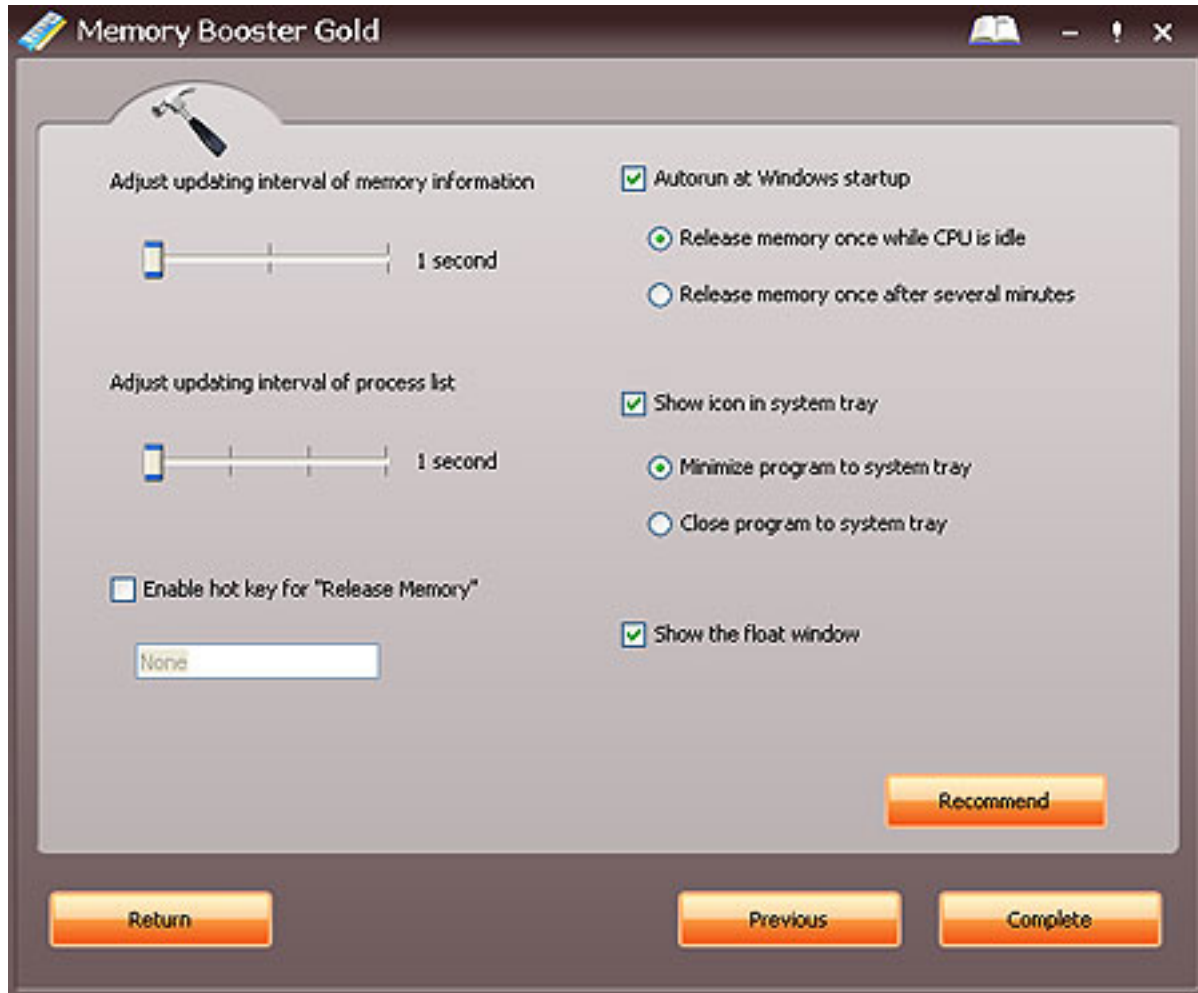 Memory Booster Gold
Adjust updating interval of memory information
1 second
Adjust updating interval of process list
1 second
Enable hot key for "Release Memory"
None
Autorun at Windows startup
Release memory once while CPU is idle
Release memory once after several minutes
Show icon in system tray
Minimize program to system tray
Close program to system tray
Show the float window
Recommend
Return
Previous
Complete